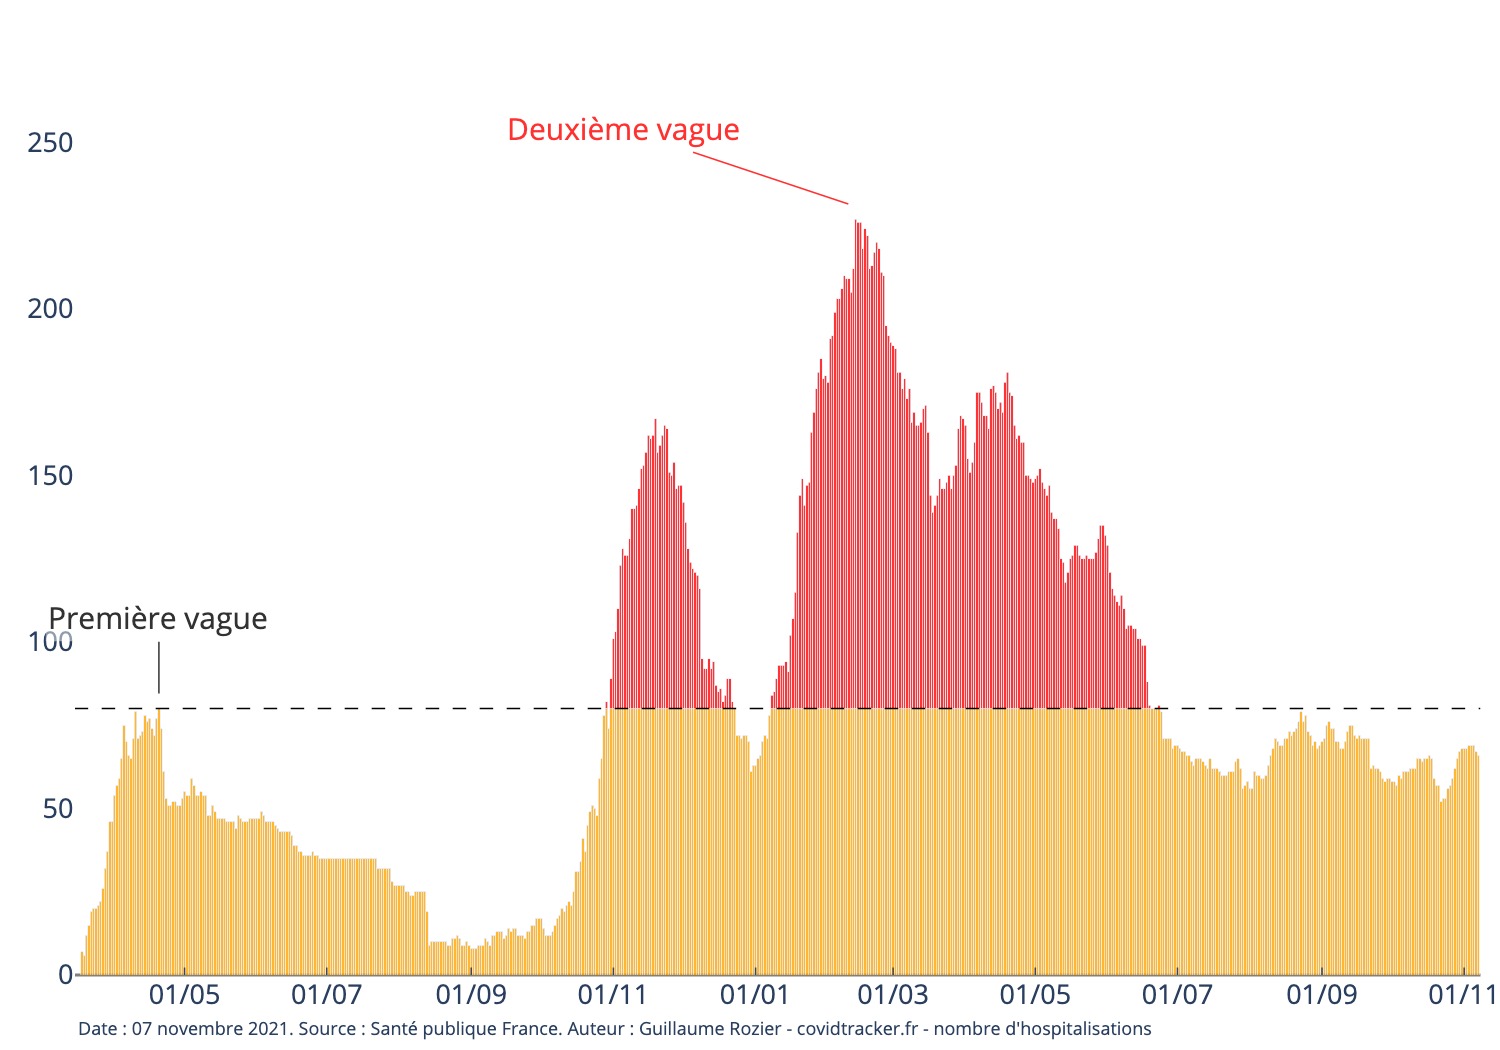 250
Deuxième vague
200
150
Première vague
100
50
0
01/05 01/07 01/09 01/11 01/01 01/03 01/05 01/07 01/09 01/11
Date : 07 novembre 2021. Source : Santé publique France. Auteur : Guillaume Rozier - covidtracker.fr - nombre d'hospitalisations